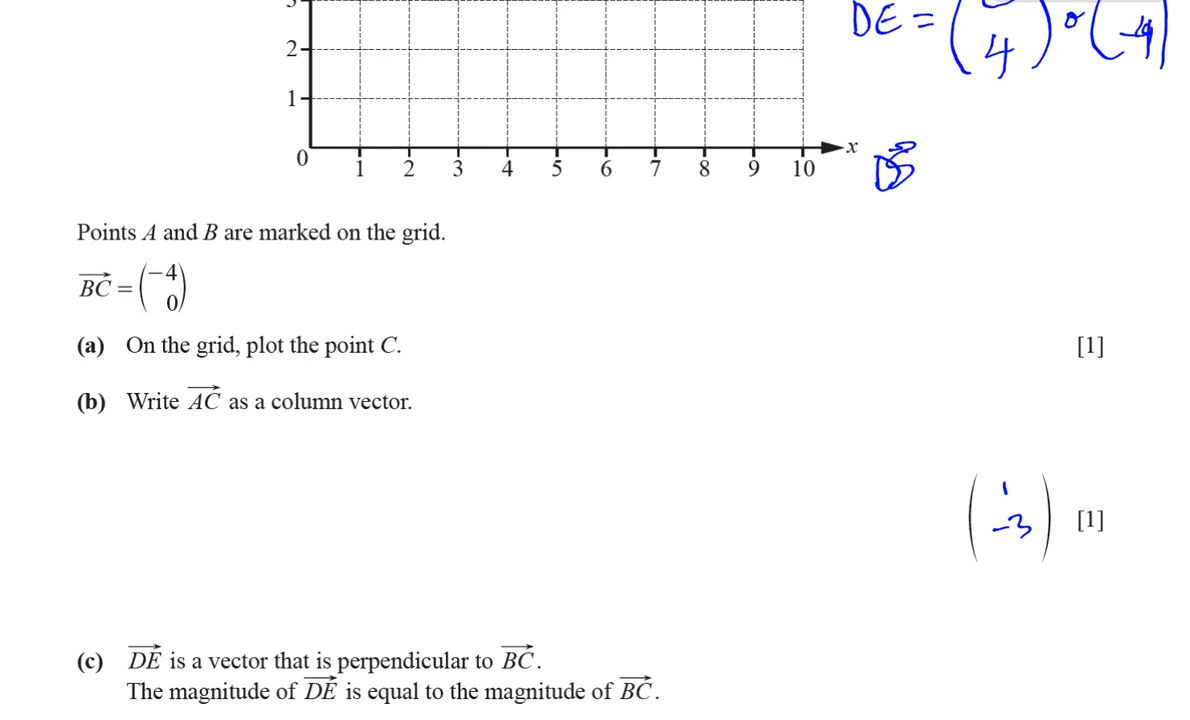 3
DE = ( 4 ) or ( -4 )
2
1
0 1 2 3 4 5 6 7 8 9 10 x
Points A and B are marked on the grid.
BC = (-4
0)
(a) On the grid, plot the point C. [1]
(b) Write AC as a column vector. [1]
1
-3
(c) DE is a vector that is perpendicular to BC.
The magnitude of DE is equal to the magnitude of BC.